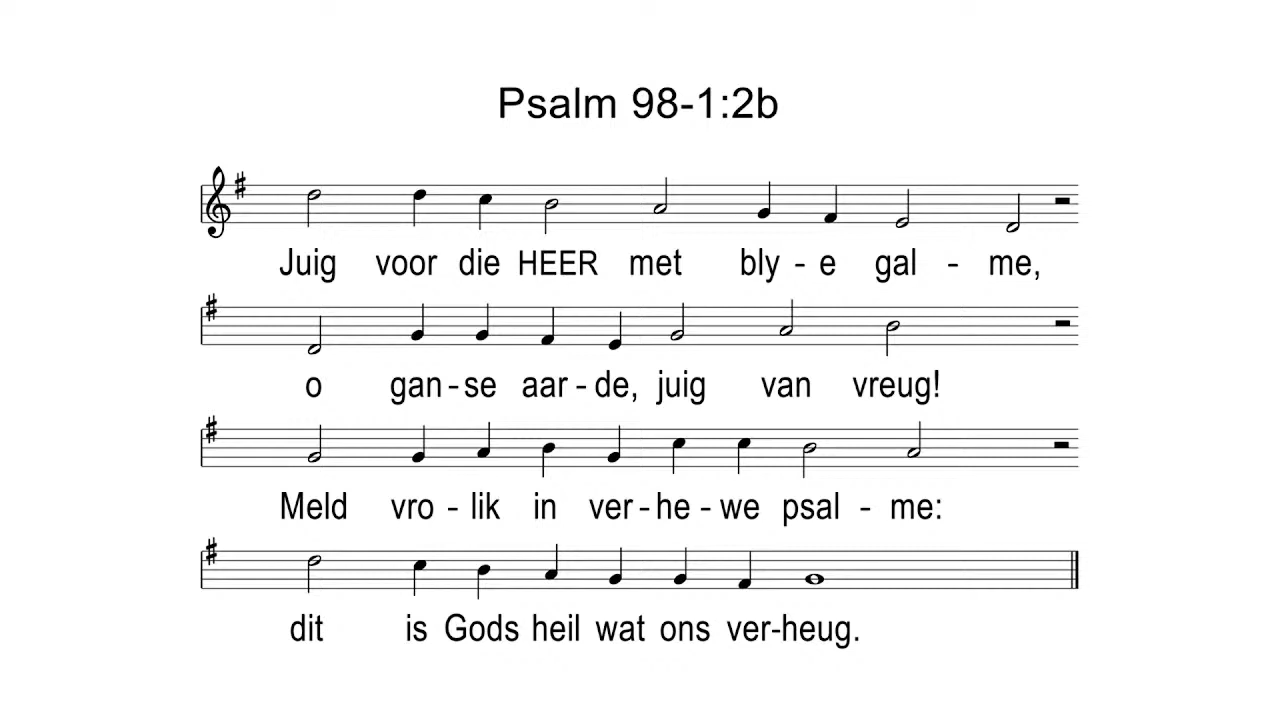 Psalm 98-1:2b
Juig voor die HEER met bly - e gal - me,
o gan - se aar - de, juig van vreug!
Meld vro - lik in ver - he - we psal - me:
dit is Gods heil wat ons ver-heug.